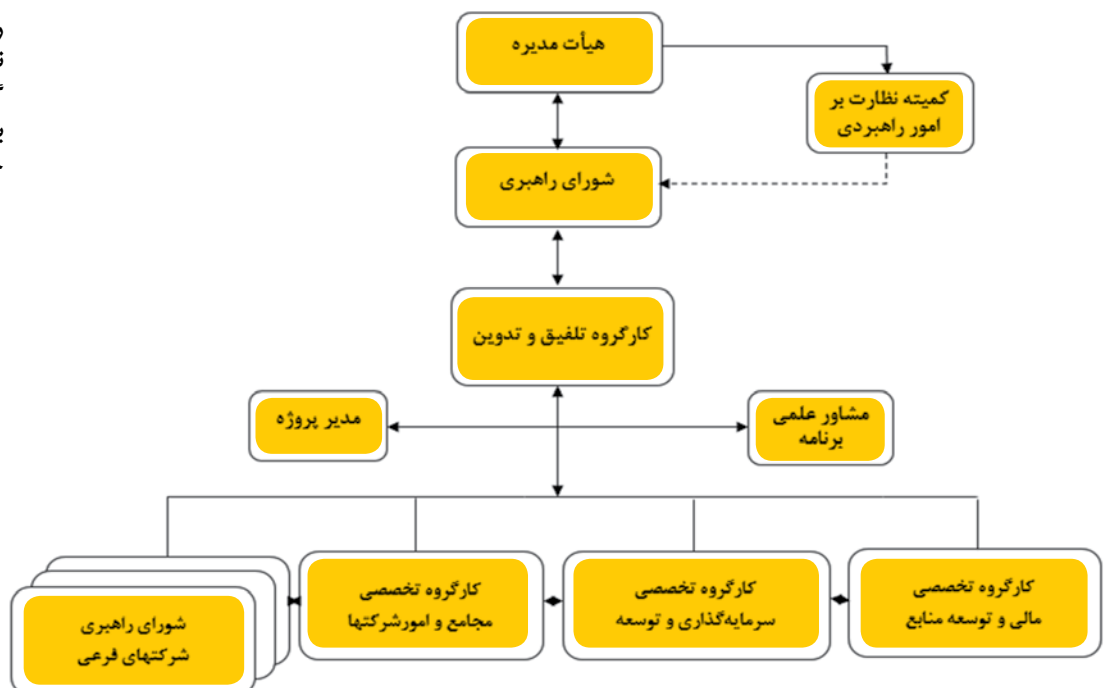 هیأت مدیره
کمیته نظارت بر
امور راهبردی
شورای راهبری
کارگروه تلفیق و تدوین
مشاور علمی
برنامه
مدیر پروژه
کارگروه تخصصی
مالی و توسعه منابع
کارگروه تخصصی
سرمایه‌گذاری و توسعه
کارگروه تخصصی
مجامع و امورشرکتها
شورای راهبری
شرکتهای فرعی